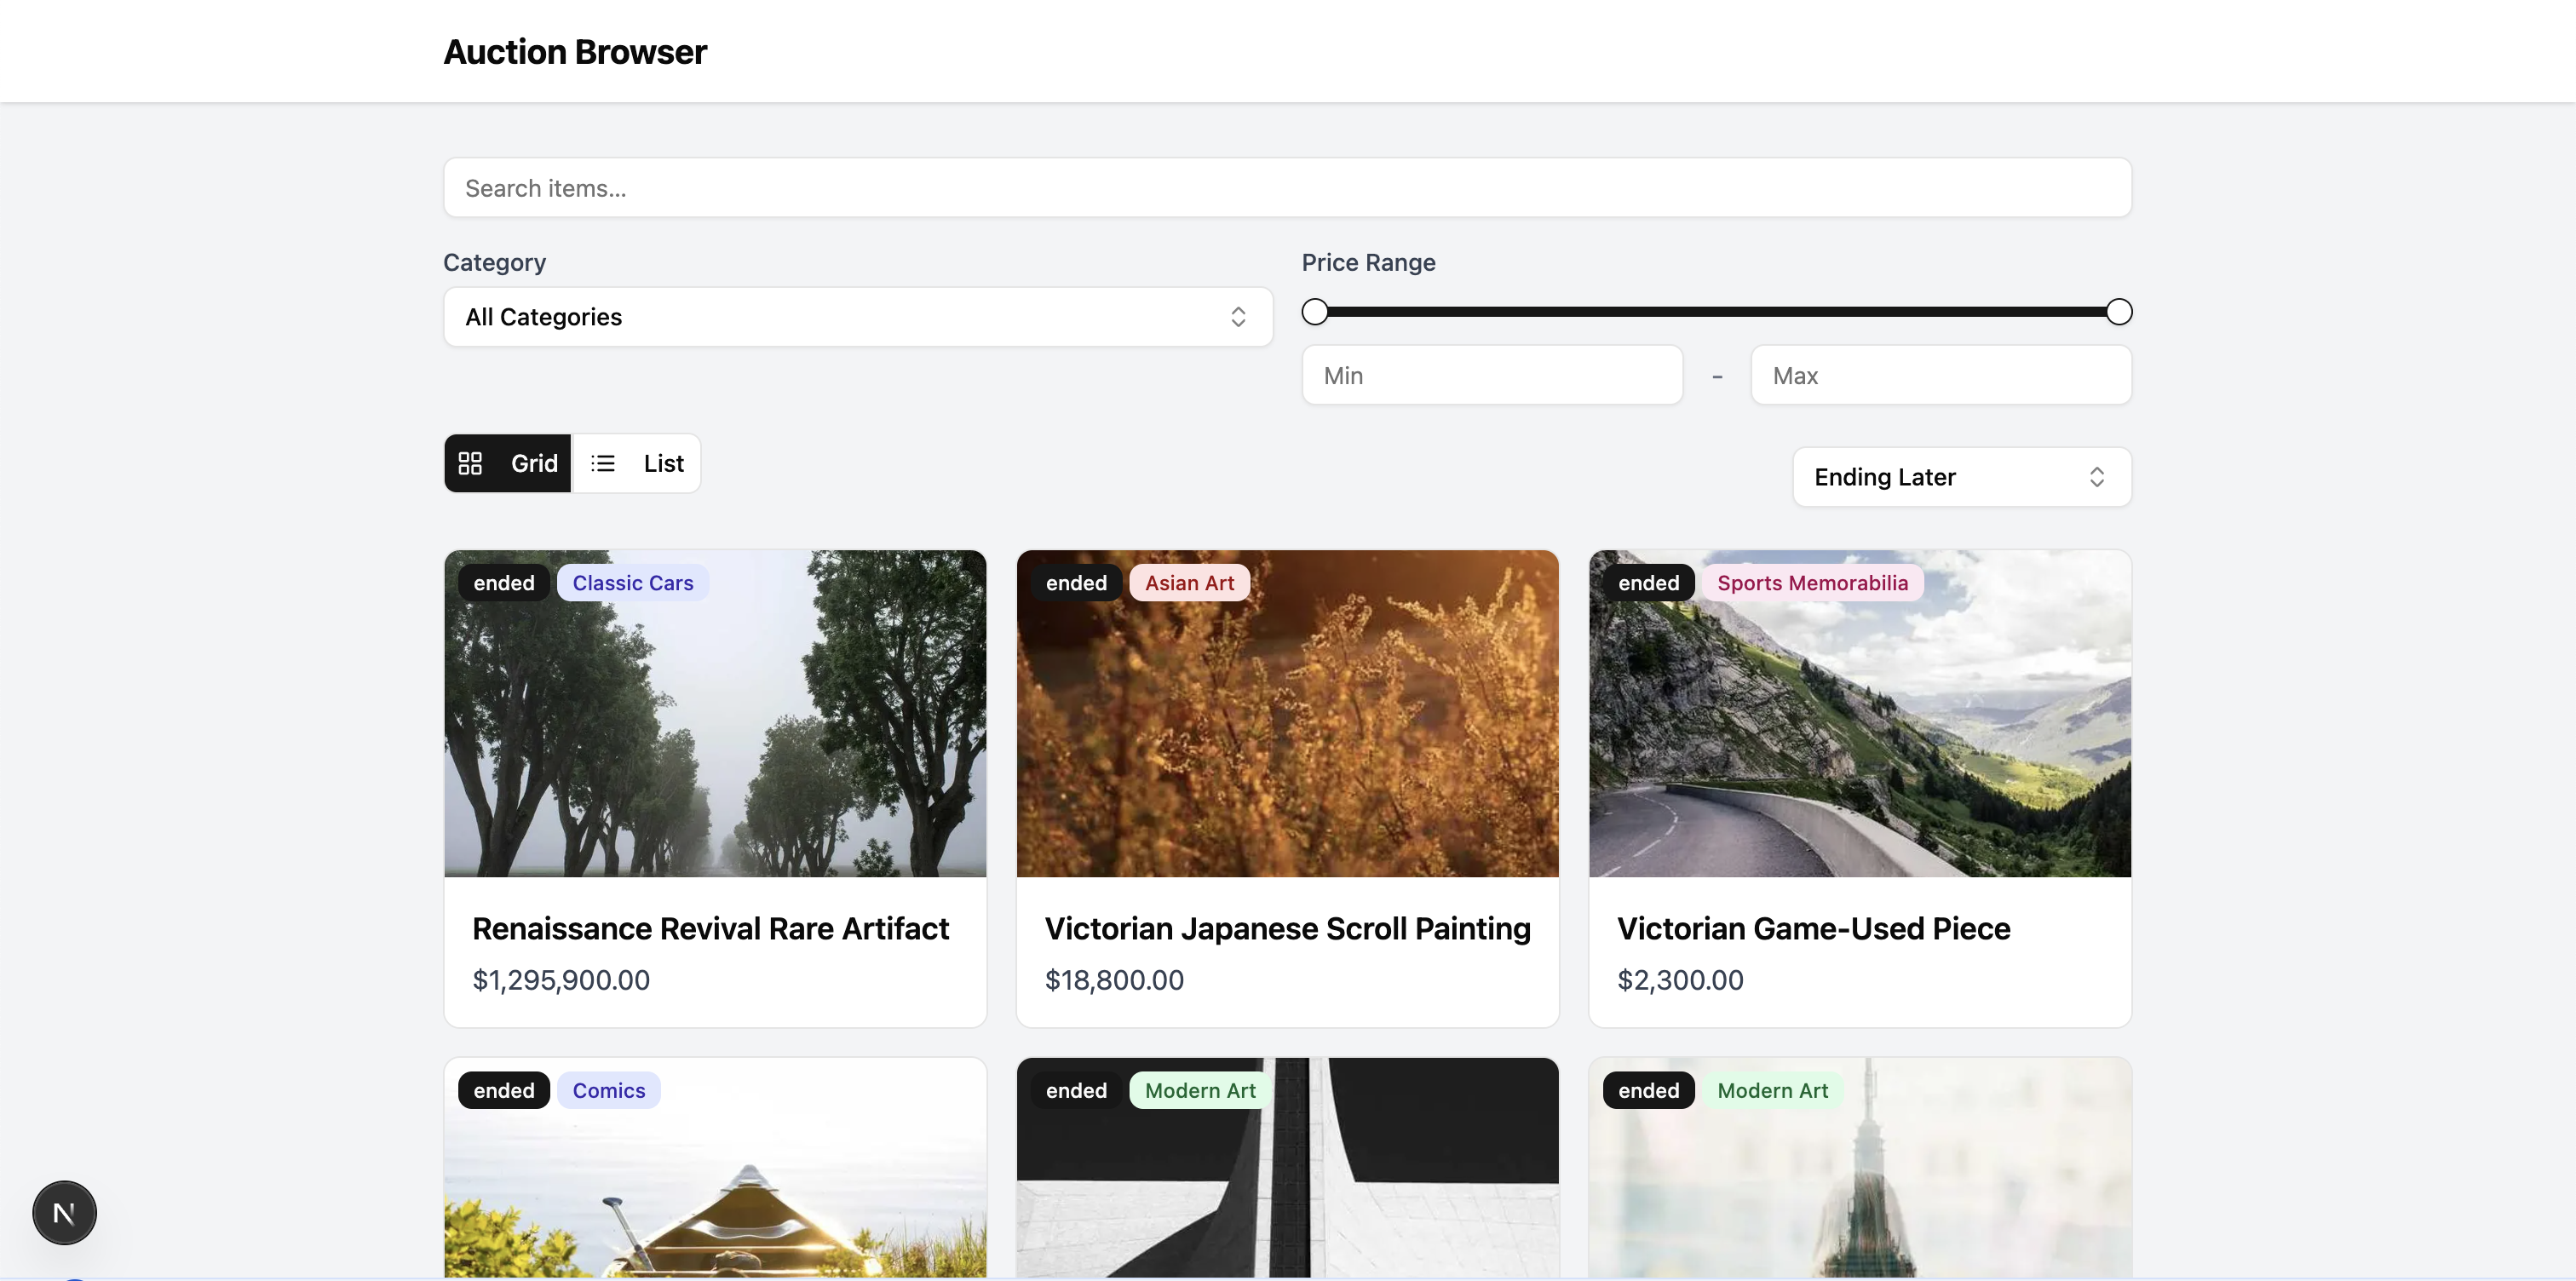 Auction Browser
Search items...
Category
Price Range
All Categories
Min - Max
Grid List
Ending Later
ended Classic Cars
ended Asian Art
ended Sports Memorabilia
Renaissance Revival Rare Artifact
$1,295,900.00
Victorian Japanese Scroll Painting
$18,800.00
Victorian Game-Used Piece
$2,300.00
ended Comics
ended Modern Art
ended Modern Art
N